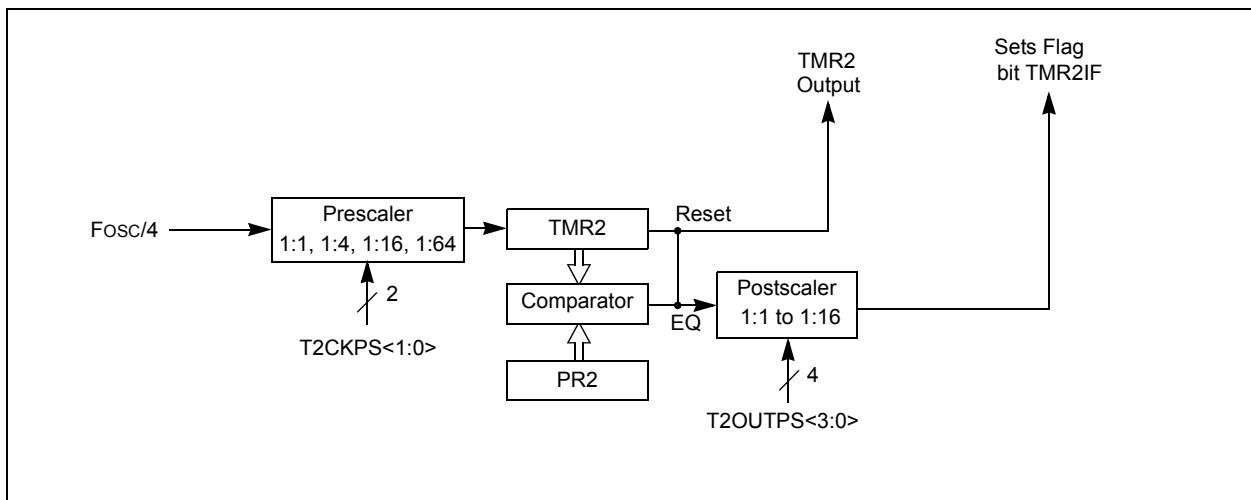 TMR2
Output
Sets Flag
bit TMR2IF
FOSC/4
Prescaler
1:1, 1:4, 1:16, 1:64
2
T2CKPS<1:0>
TMR2
Reset
Comparator
EQ
PR2
Postscaler
1:1 to 1:16
4
T2OUTPS<3:0>